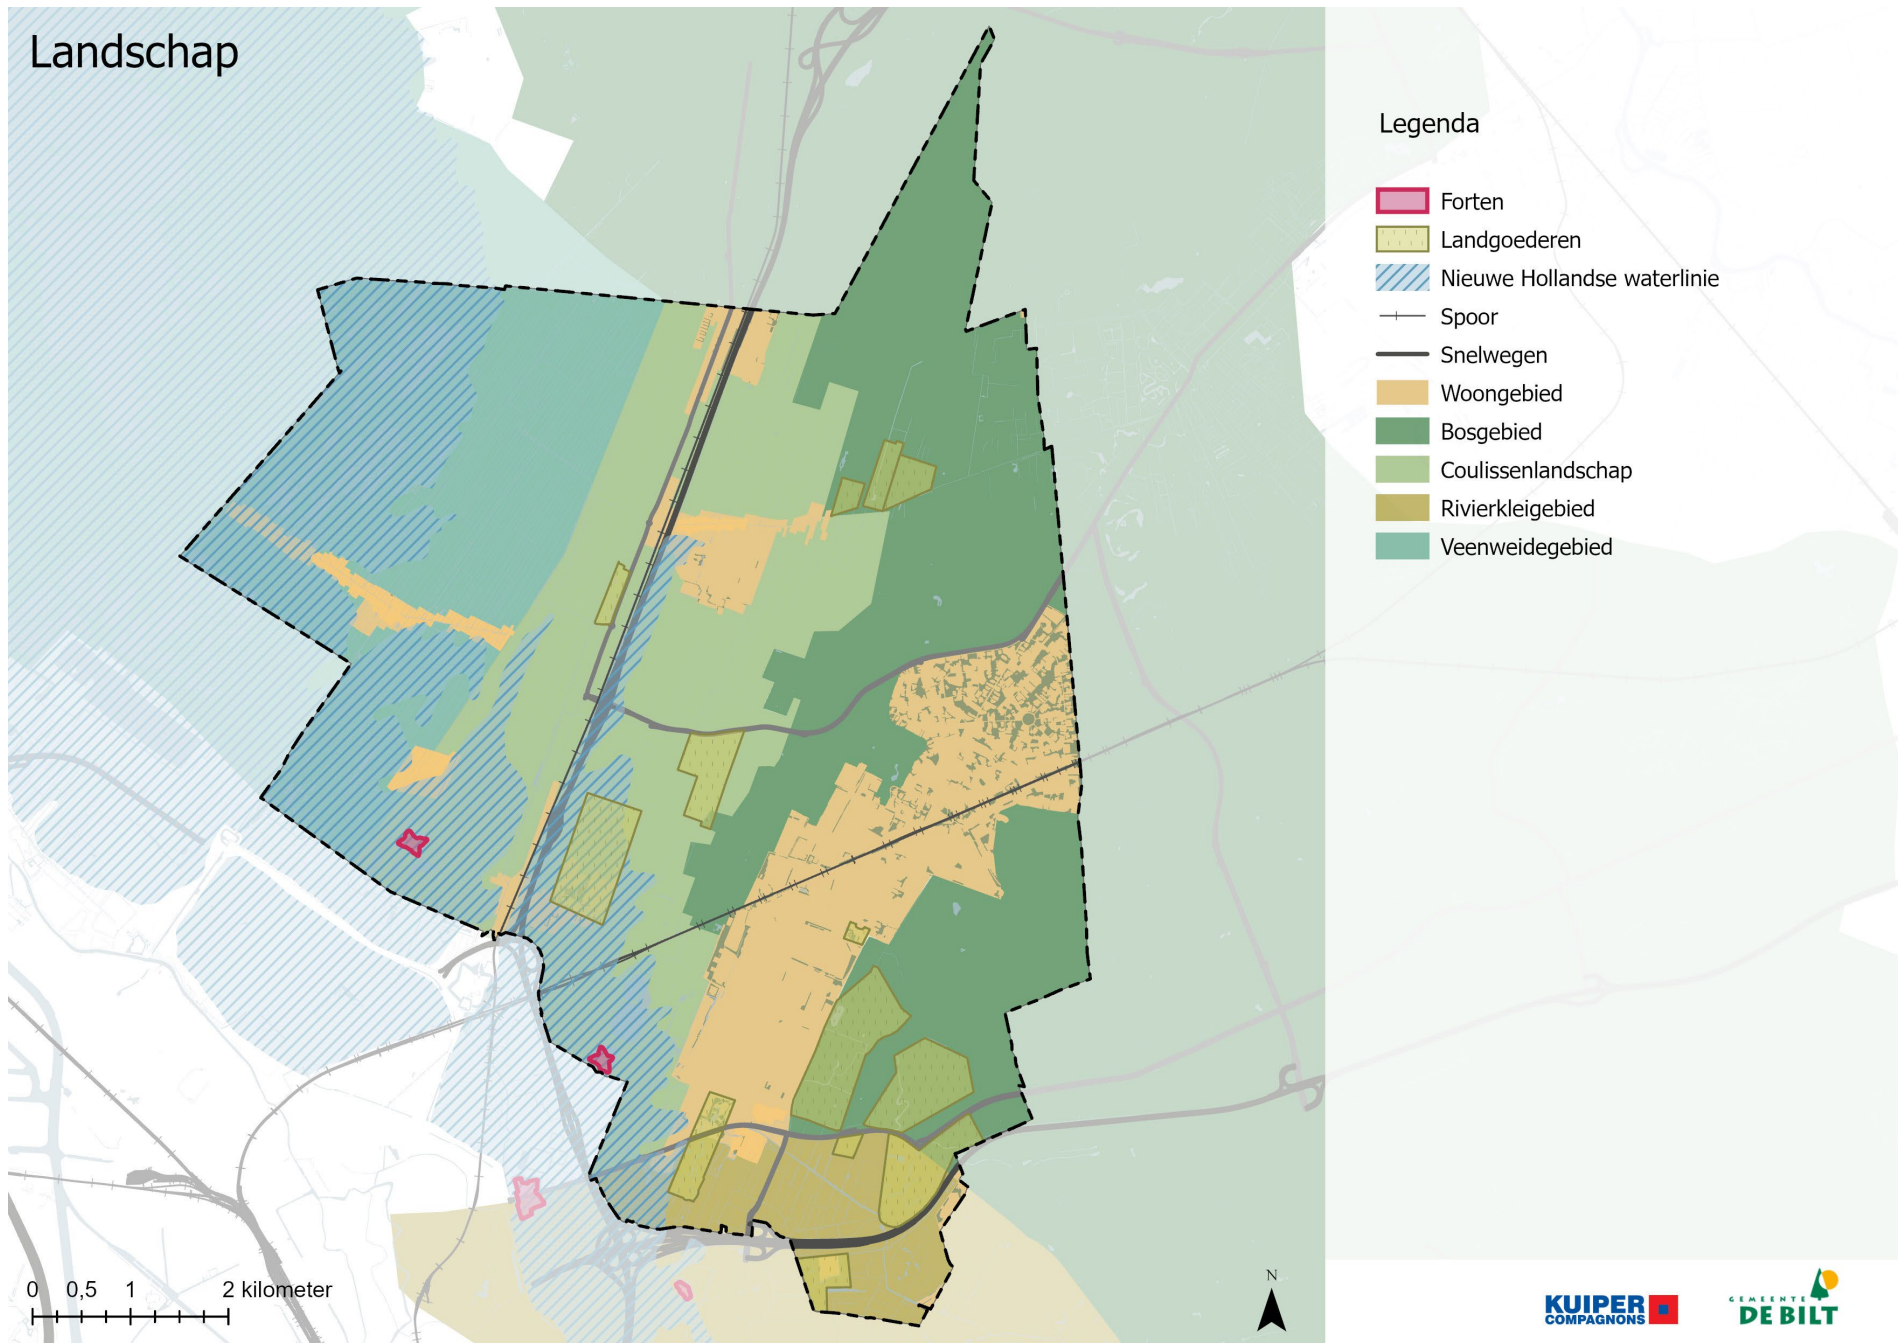 Landschap
Legenda
Forten
Landgoederen
Nieuwe Hollandse waterlinie
Spoor
Snelwegen
Woongebied
Bosgebied
Coulissenlandschap
Rivierkleigebied
Veenweidegebied
0 0,5 1 2 kilometer
N
KUIPER
COMPAGNONS
GEMEENTE
DE BILT